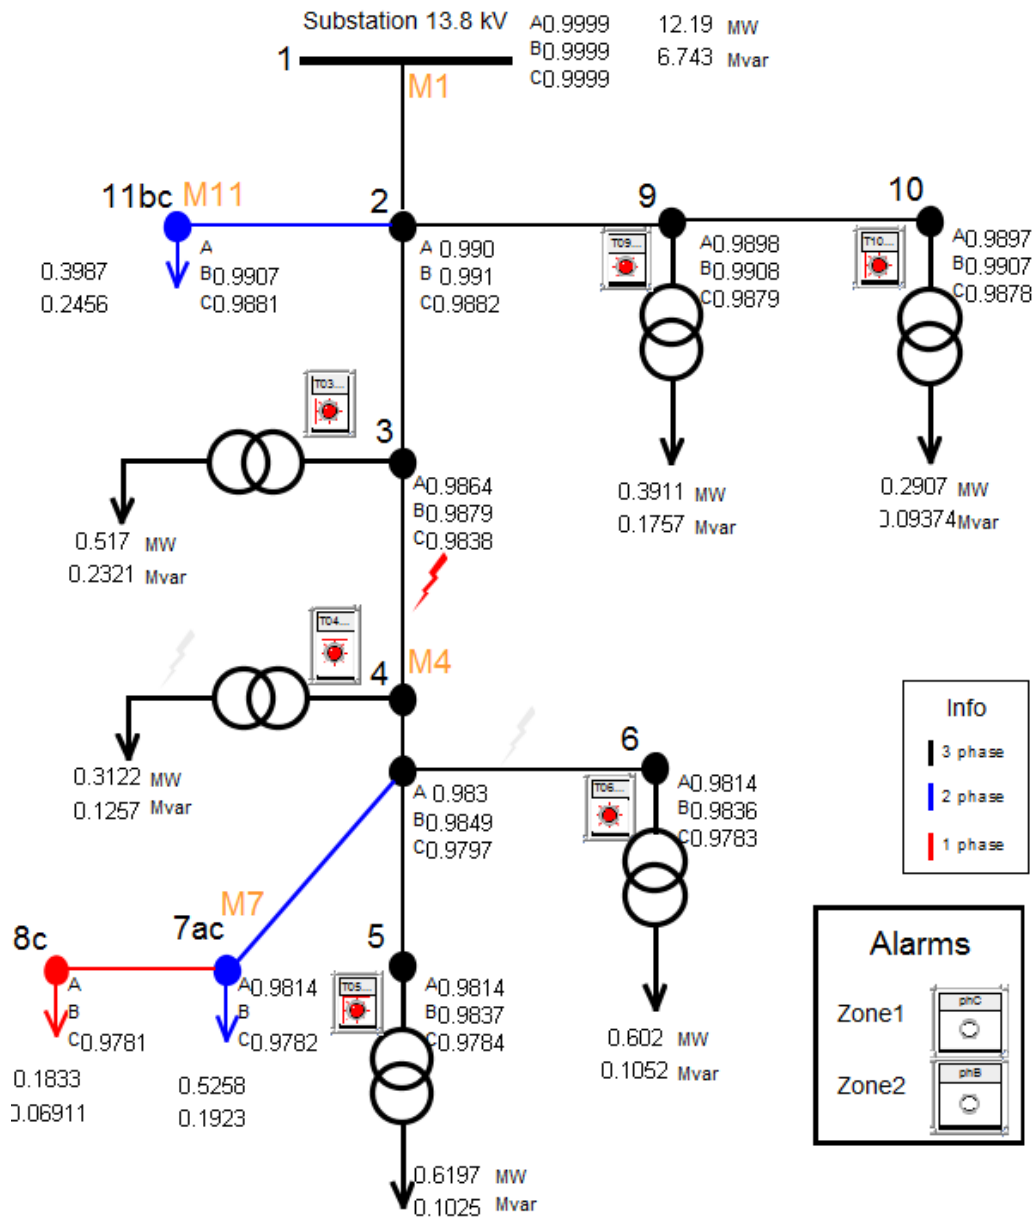 Substation 13.8 kV
A0.9999 12.19 MW
B0.9999 6.743 Mvar
C0.9999
1
M1
11bc M11
2
9
10
A
B0.9907
C0.9881
0.3987
0.2456
A 0.990
B 0.991
C0.9882
T09....
A0.9898
B0.9908
C0.9879
T10....
A0.9897
B0.9907
C0.9878
T03....
3
A0.9864
B0.9879
C0.9838
0.517 MW
0.2321 Mvar
0.3911 MW
0.1757 Mvar
0.2907 MW
0.09374 Mvar
T04....
4
M4
0.3122 MW
0.1257 Mvar
A 0.983
B0.9849
C0.9797
6
T06....
A0.9814
B0.9836
C0.9783
0.602 MW
0.1052 Mvar
M7
8c
7ac
5
A
B
C0.9781
0.1833
0.06911
A0.9814
B
C0.9782
0.5258
0.1923
T05....
A0.9814
B0.9837
C0.9784
0.6197 MW
0.1025 Mvar
Info
3 phase
2 phase
1 phase
Alarms
Zone1 phC
Zone2 phB